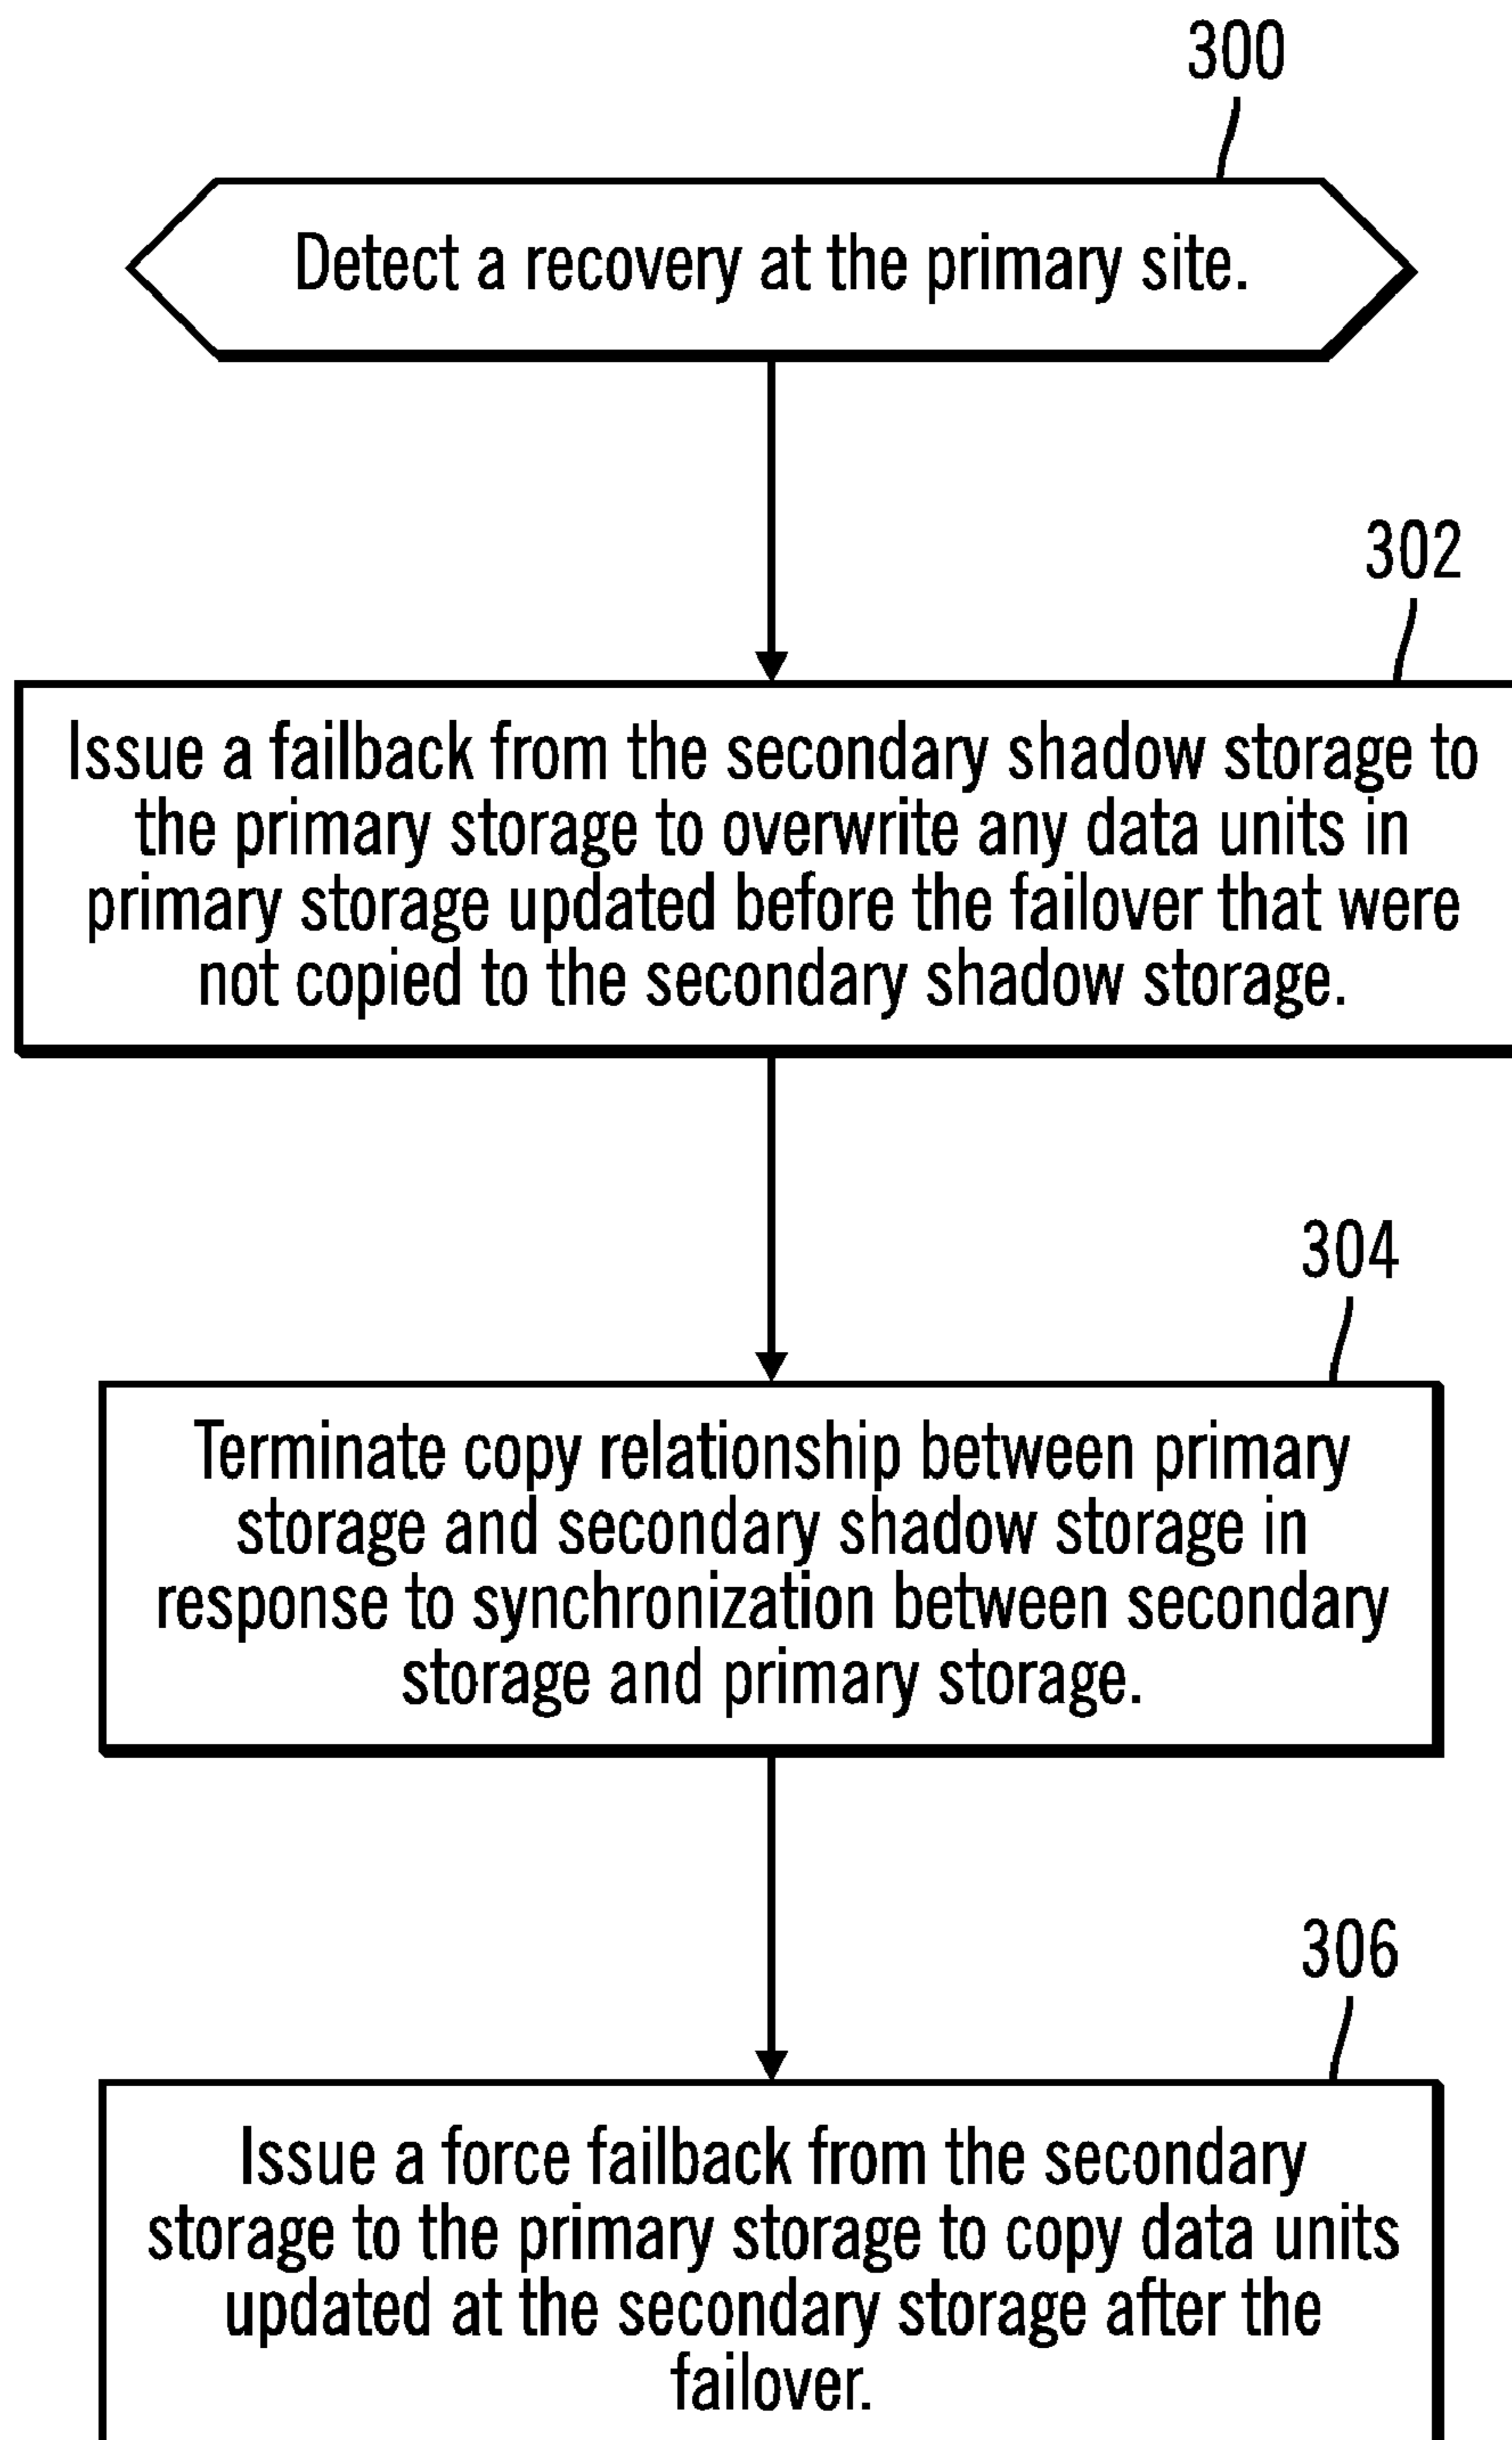 300
Detect a recovery at the primary site.
302
Issue a failback from the secondary shadow storage to
the primary storage to overwrite any data units in
primary storage updated before the failover that were
not copied to the secondary shadow storage.
304
Terminate copy relationship between primary
storage and secondary shadow storage in
response to synchronization between secondary
storage and primary storage.
306
Issue a force failback from the secondary
storage to the primary storage to copy data units
updated at the secondary storage after the
failover.